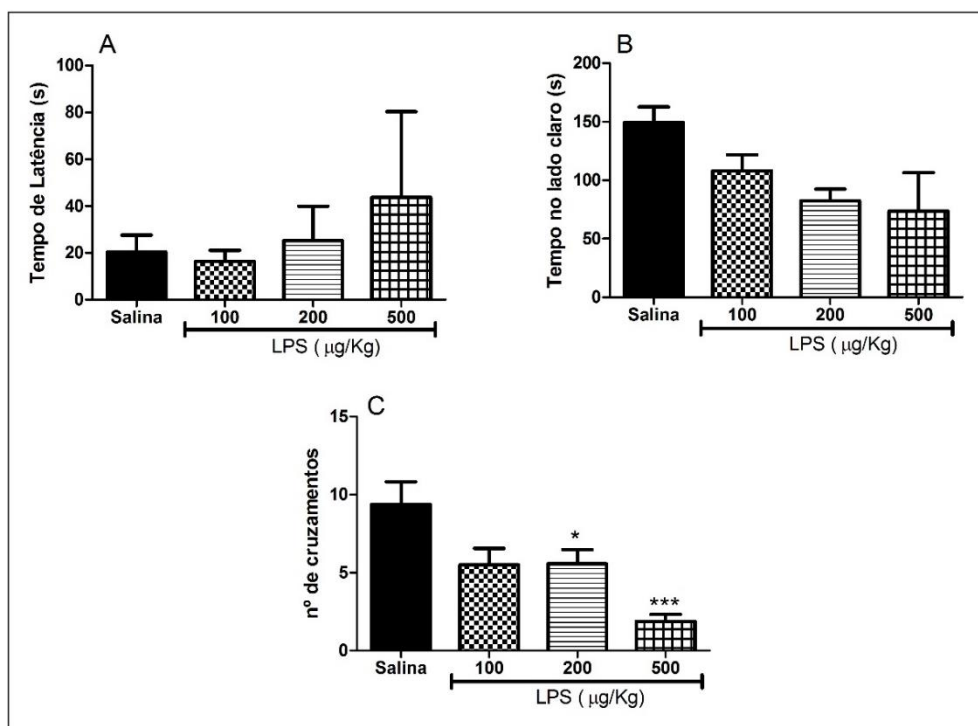 A
Tempo de Latência (s)
100
80
60
40
20
0
Salina
100
200
500
LPS ( μg/Kg)
B
Tempo no lado claro (s)
200
150
100
50
0
Salina
100
200
500
LPS ( μg/Kg)
C
nº de cruzamentos
15
10
5
0
*
***
Salina
100
200
500
LPS ( μg/Kg)